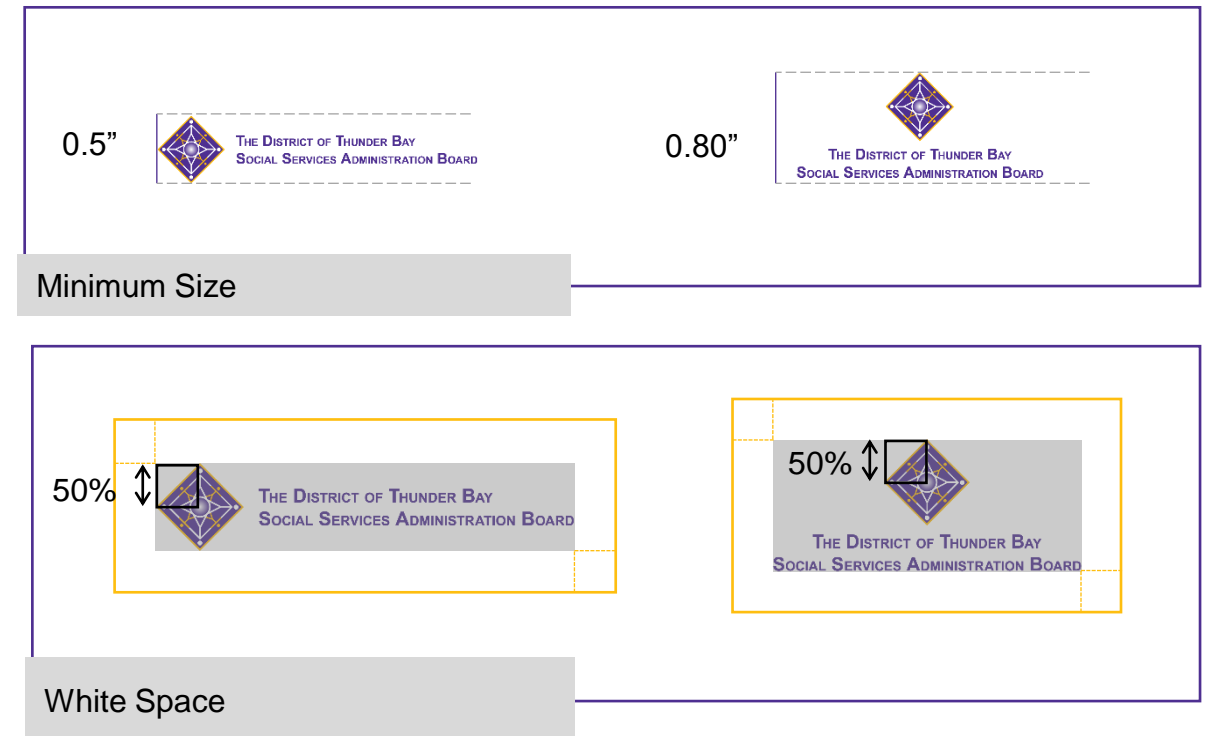 0.5”
The District of Thunder Bay
Social Services Administration Board
0.80”
The District of Thunder Bay
Social Services Administration Board
Minimum Size
50%
The District of Thunder Bay
Social Services Administration Board
50%
The District of Thunder Bay
Social Services Administration Board
White Space